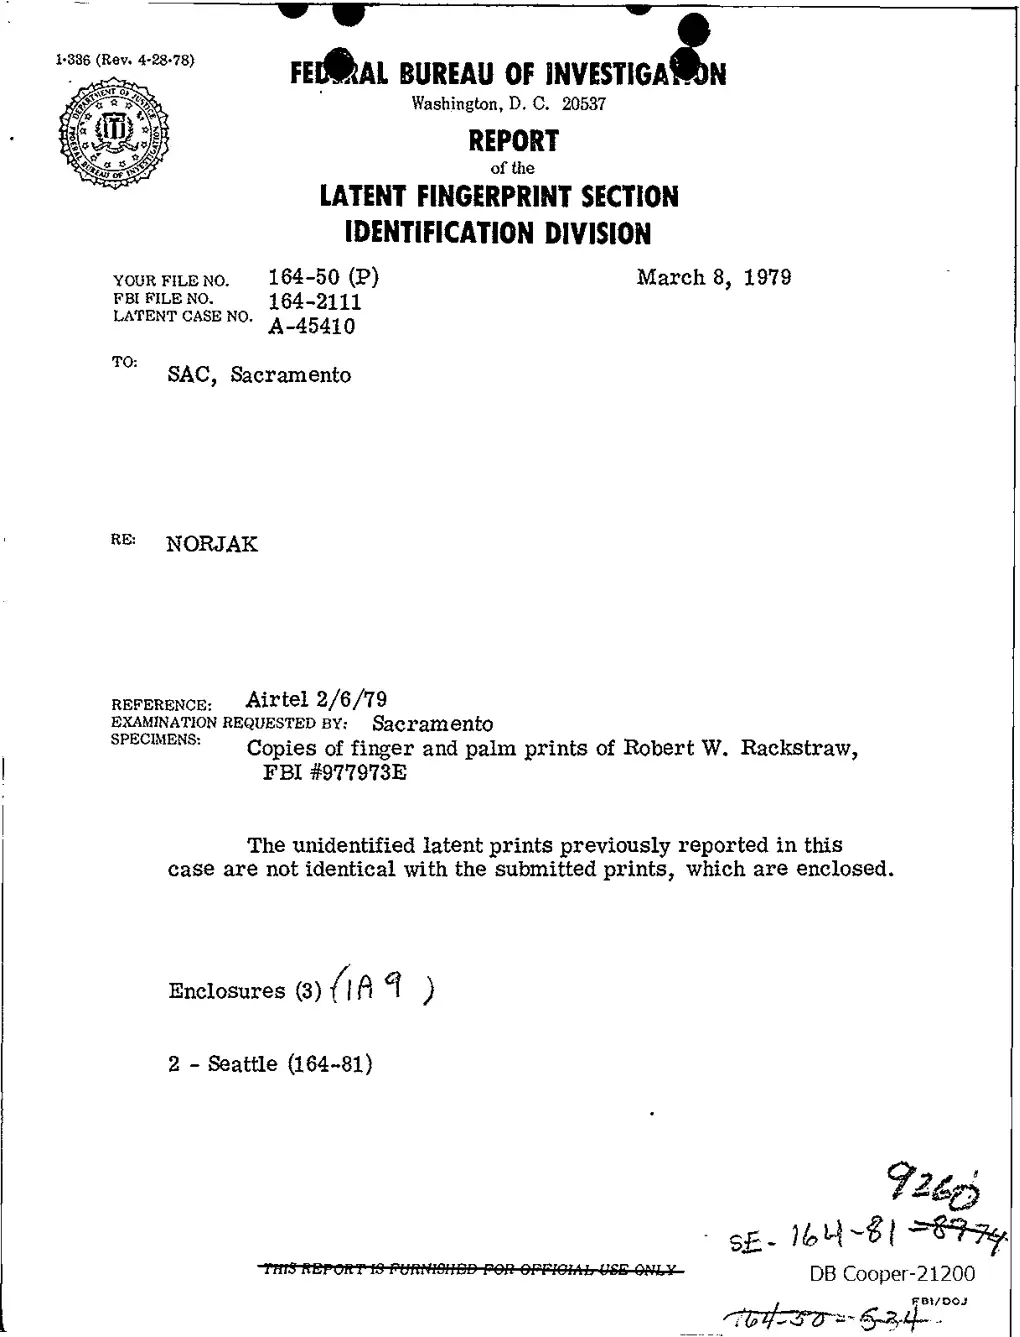 1-336 (Rev. 4-28-78)
FEDERAL BUREAU OF INVESTIGATION
Washington, D. C. 20537
REPORT
of the
LATENT FINGERPRINT SECTION
IDENTIFICATION DIVISION
YOUR FILE NO. 164-50 (P) March 8, 1979
FBI FILE NO. 164-2111
LATENT CASE NO. A-45410
TO: SAC, Sacramento
RE: NORJAK
REFERENCE: Airtel 2/6/79
EXAMINATION REQUESTED BY: Sacramento
SPECIMENS: Copies of finger and palm prints of Robert W. Rackstraw,
FBI #977973E
The unidentified latent prints previously reported in this
case are not identical with the submitted prints, which are enclosed.
Enclosures (3) (1A 9 )
2 - Seattle (164-81)
9260
SE- 164-81 -8974
THIS REPORT IS FURNISHED FOR OFFICIAL USE ONLY
DB Cooper-21200
FBI/DOJ
164-50-534